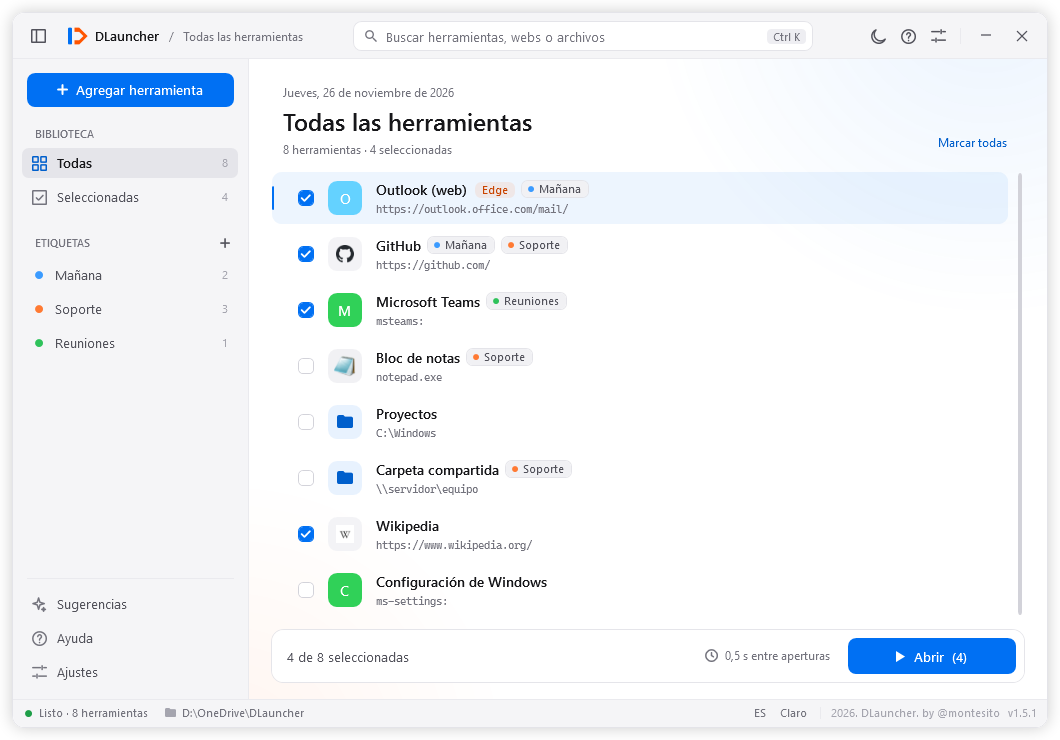 DLauncher / Todas las herramientas
Buscar herramientas, webs o archivos
Ctrl K
Agregar herramienta
BIBLIOTECA
Todas 8
Seleccionadas 4
ETIQUETAS
Mañana 2
Soporte 3
Reuniones 1
Sugerencias
Ayuda
Ajustes
Jueves, 26 de noviembre de 2026
Todas las herramientas
8 herramientas · 4 seleccionadas
Marcar todas
O
Outlook (web) Edge Mañana
https://outlook.office.com/mail/
GitHub Mañana Soporte
https://github.com/
M
Microsoft Teams Reuniones
msteams:
Bloc de notas Soporte
notepad.exe
Proyectos
C:\Windows
Carpeta compartida Soporte
\\servidor\equipo
W
Wikipedia
https://www.wikipedia.org/
C
Configuración de Windows
ms-settings:
4 de 8 seleccionadas
0,5 s entre aperturas
Abrir (4)
Listo · 8 herramientas
D:\OneDrive\DLauncher
ES
Claro
2026. DLauncher. by @montesito v1.5.1